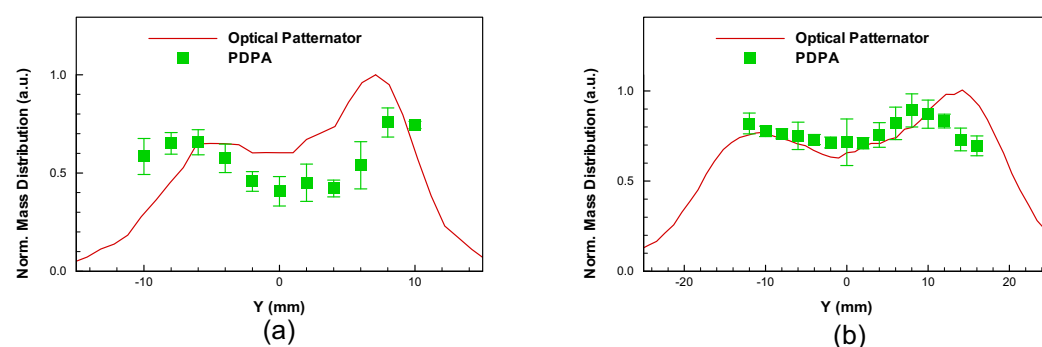 Optical Patternator
PDPA
Norm. Mass Distribution (a.u.)
1.0
0.5
0.0
-10
0
10
Y (mm)
(a)
Optical Patternator
PDPA
Norm. Mass Distribution (a.u.)
1.0
0.5
0.0
-20
-10
0
10
20
Y (mm)
(b)